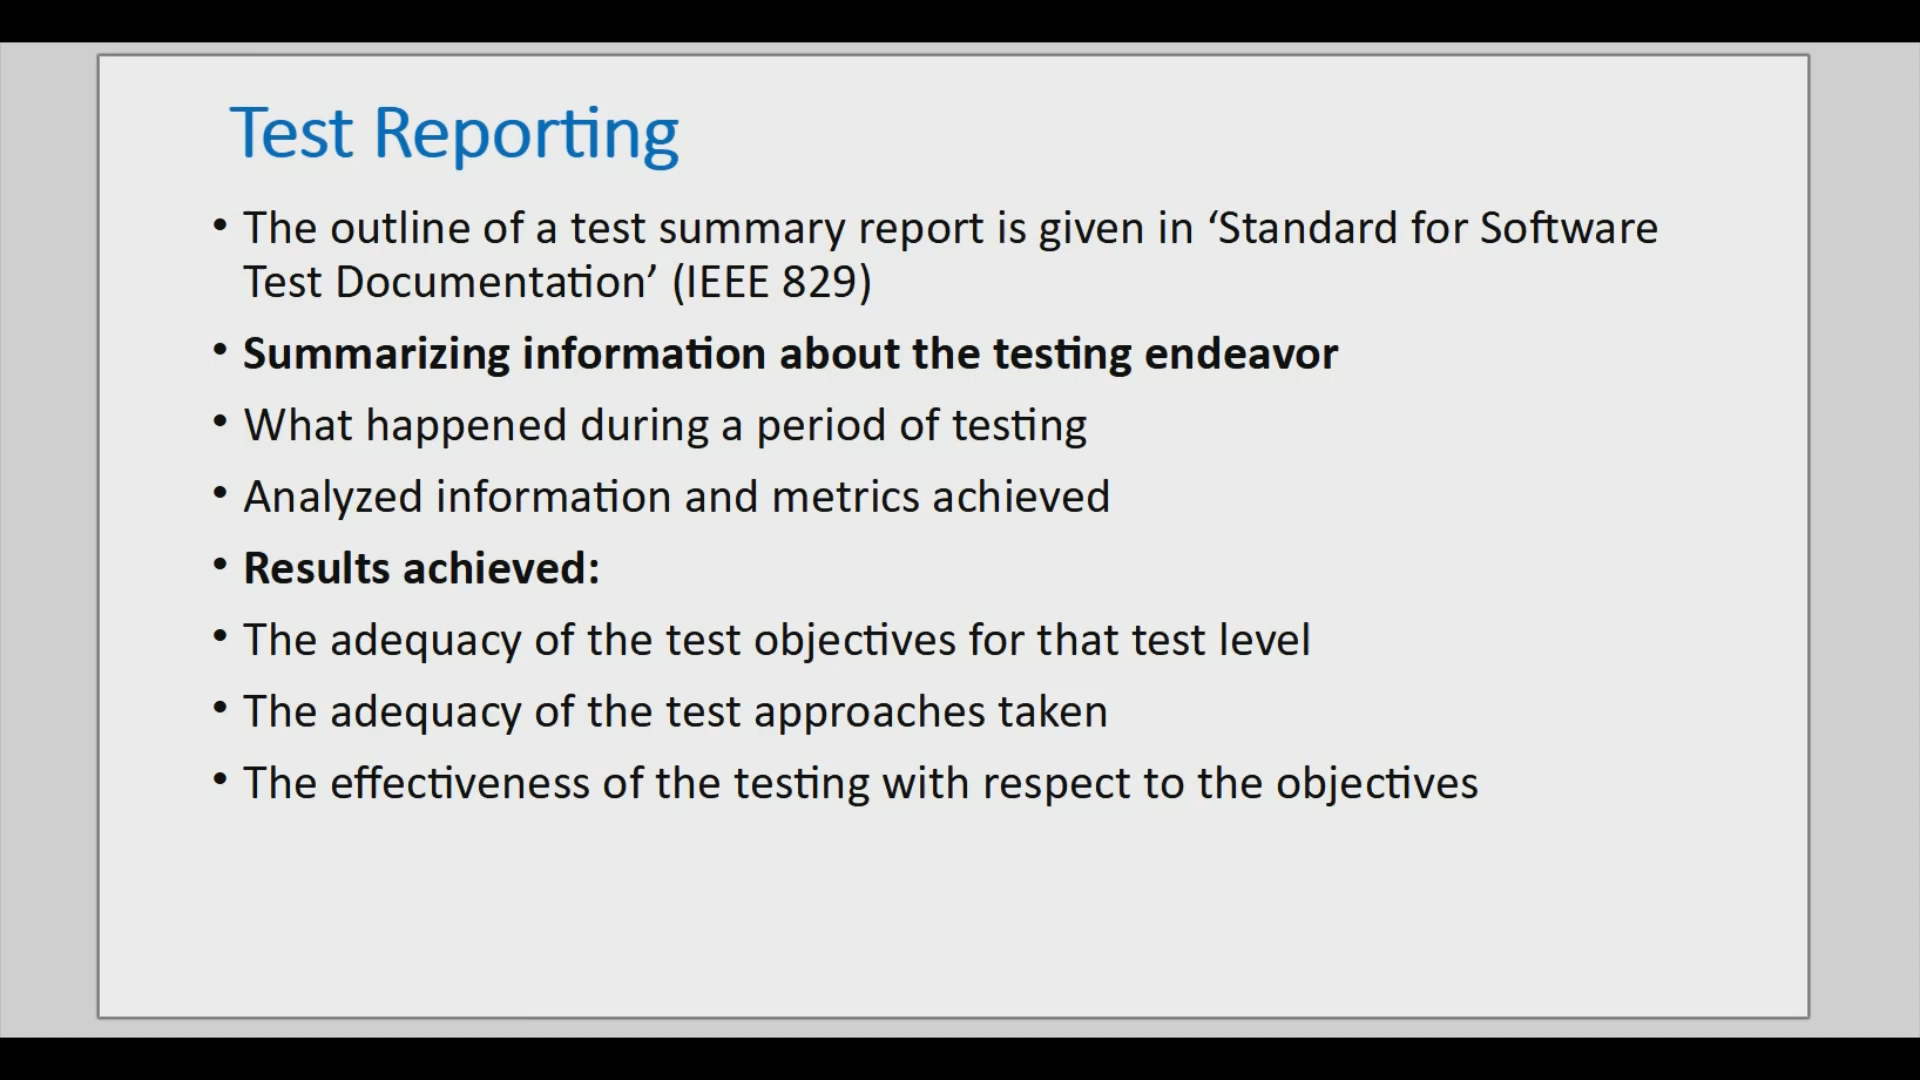 Test Reporting
• The outline of a test summary report is given in ‘Standard for Software
Test Documentation’ (IEEE 829)
• Summarizing information about the testing endeavor
• What happened during a period of testing
• Analyzed information and metrics achieved
• Results achieved:
• The adequacy of the test objectives for that test level
• The adequacy of the test approaches taken
• The effectiveness of the testing with respect to the objectives